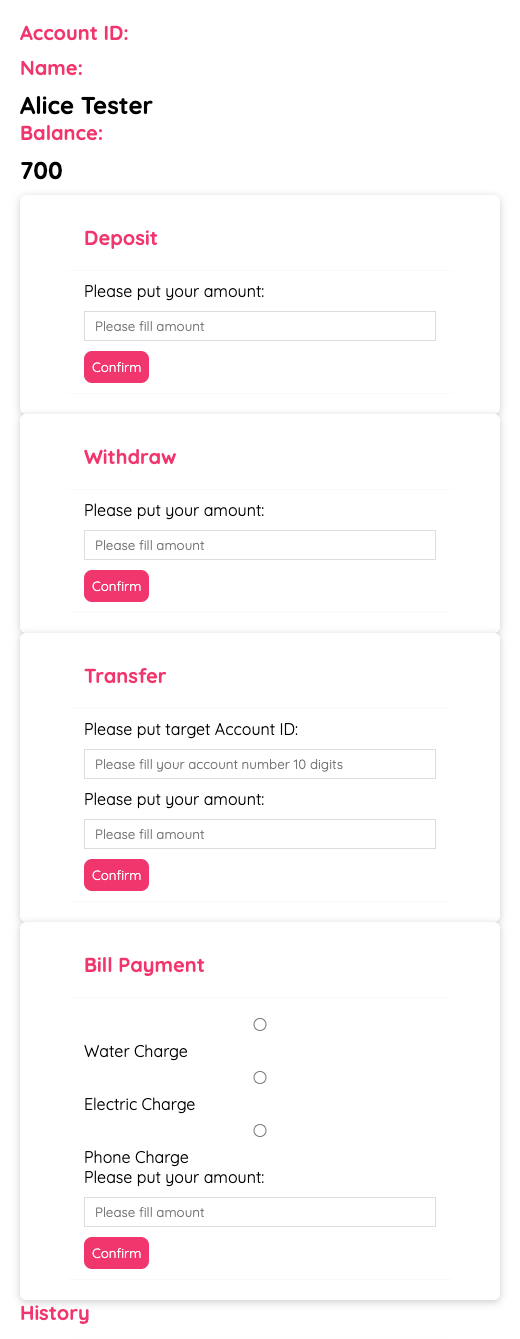 Account ID:
Name:
Alice Tester
Balance:
700
Deposit
Please put your amount:
Please fill amount
Confirm
Withdraw
Please put your amount:
Please fill amount
Confirm
Transfer
Please put target Account ID:
Please fill your account number 10 digits
Please put your amount:
Please fill amount
Confirm
Bill Payment
Water Charge
Electric Charge
Phone Charge
Please put your amount:
Please fill amount
Confirm
History